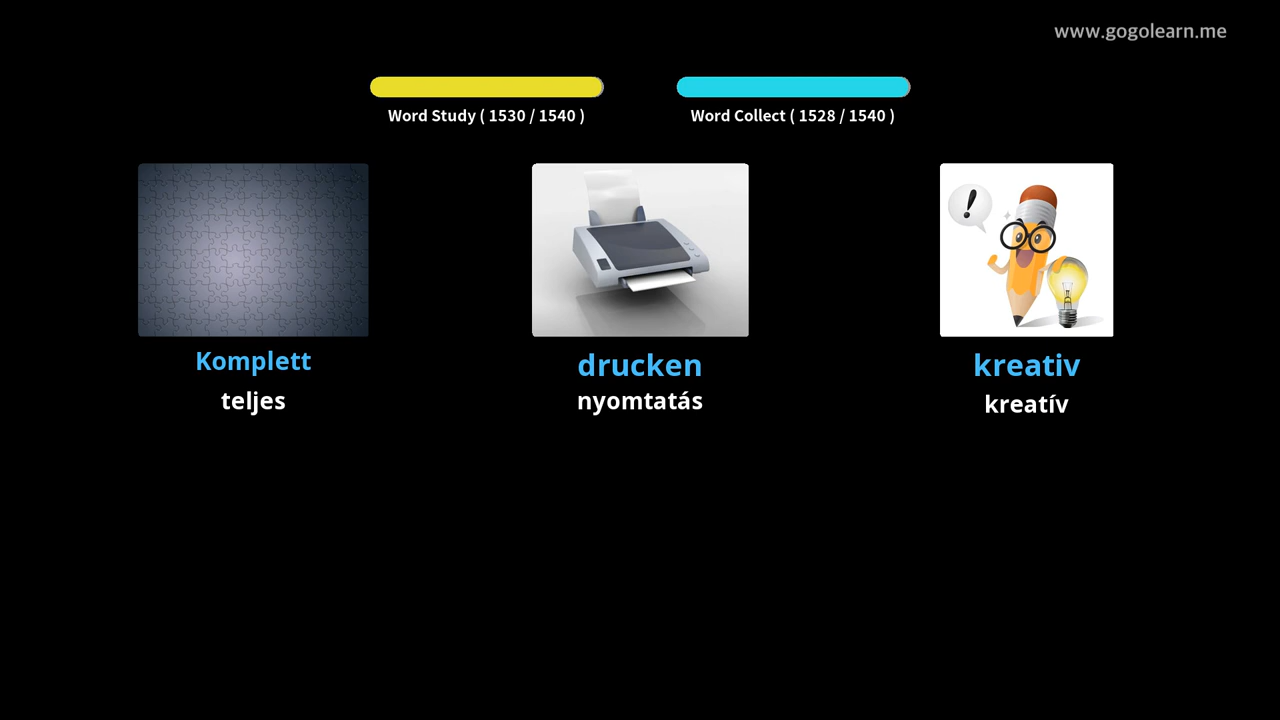 www.gogolearn.me
Word Study ( 1530 / 1540 )
Word Collect ( 1528 / 1540 )
Komplett
teljes
drucken
nyomtatás
kreativ
kreatív
!